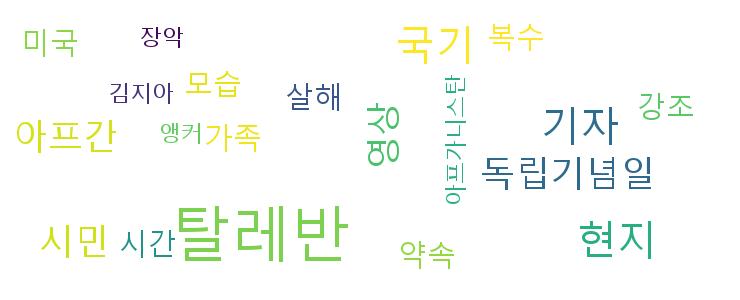 미국
장악
국기
복수
김지아
모습
살해
아프가니스탄
강조
아프간
앵커
가족
영상
기자
독립기념일
시민
시간
탈레반
약속
현지